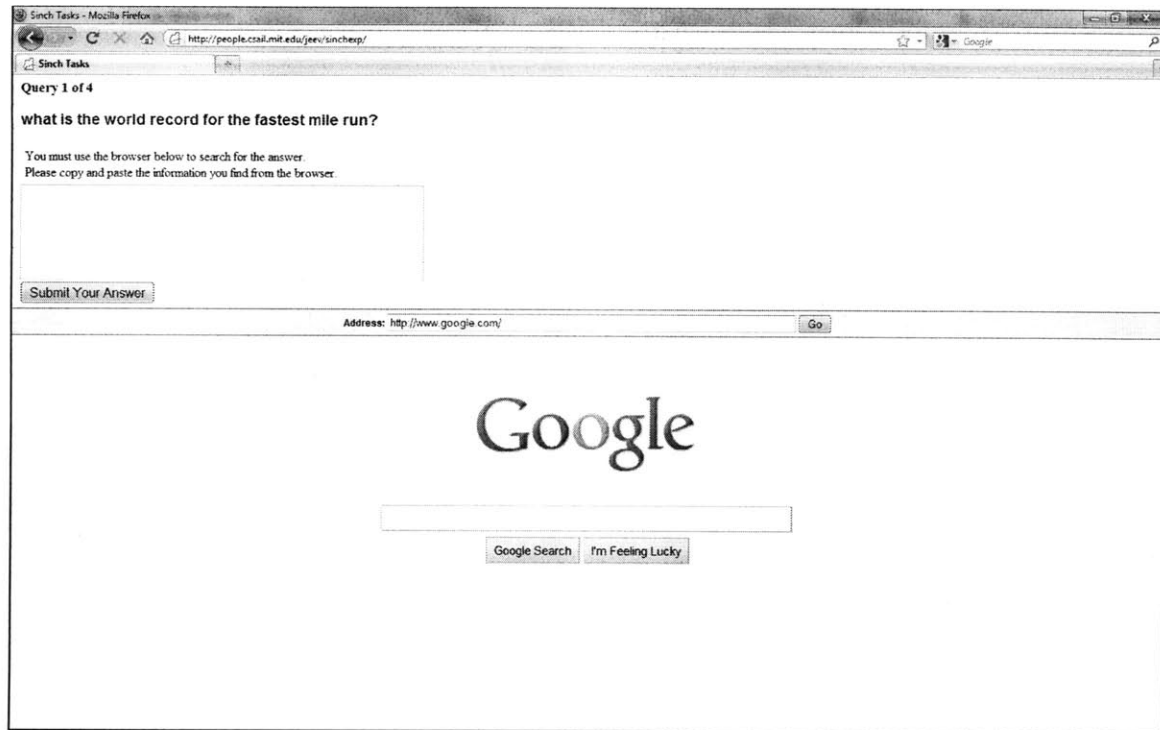 Sinch Tasks - Mozilla Firefox
http://people.csail.mit.edu/jeev/sinchexp/
Google
Sinch Tasks
Query 1 of 4
what is the world record for the fastest mile run?
You must use the browser below to search for the answer.
Please copy and paste the information you find from the browser.
Submit Your Answer
Address: http://www.google.com/ Go
Google
Google Search I'm Feeling Lucky